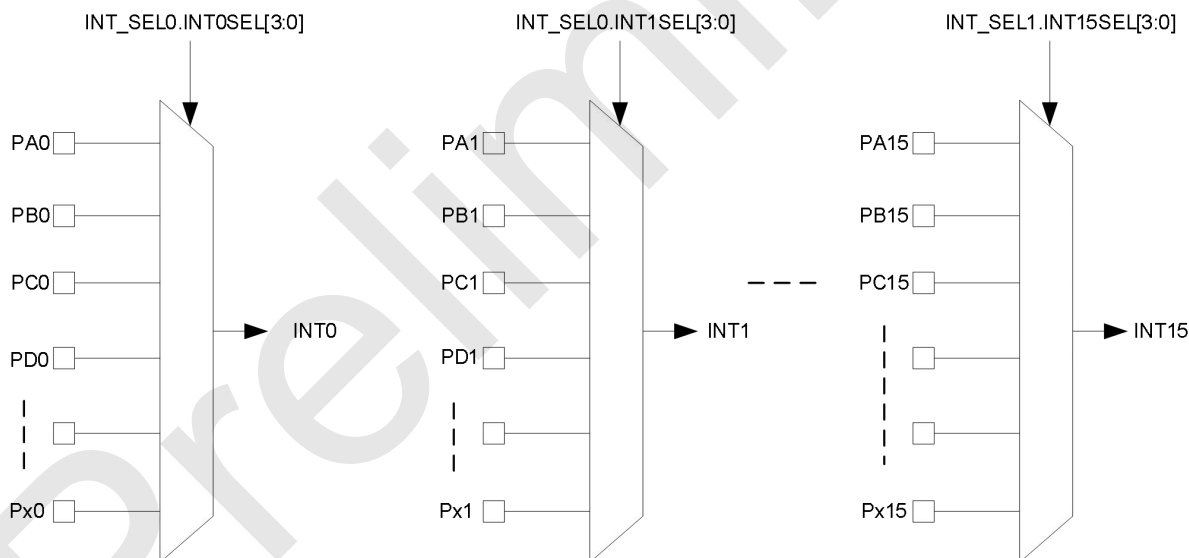 INT_SEL0.INT0SEL[3:0] INT_SEL0.INT1SEL[3:0] INT_SEL1.INT15SEL[3:0]
PA0 PA1 PA15
PB0 PB1 PB15
PC0 PC1 PC15
INT0 INT1 INT15
PD0 PD1
Px0 Px1 Px15
Prelim